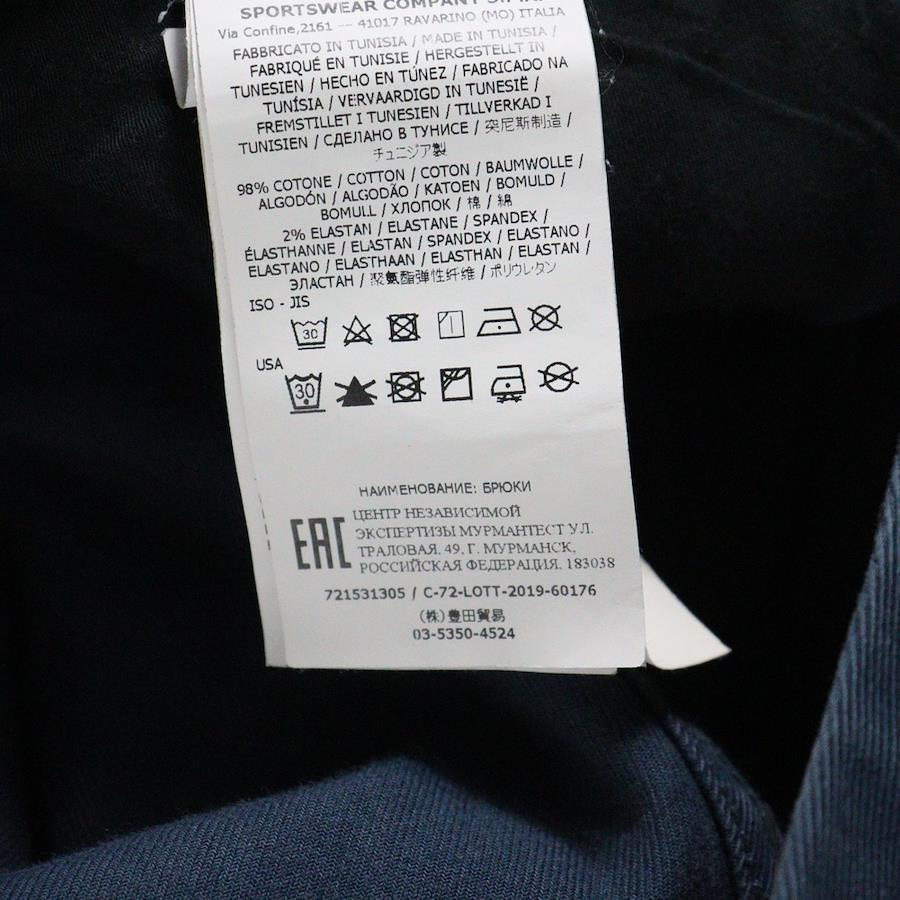 SPORTSWEAR COMPANY S.P.A.
Via Confine,2161 -- 41017 RAVARINO (MO) ITALIA
FABBRICATO IN TUNISIA / MADE IN TUNISIA /
FABRIQUÉ EN TUNISIE / HERGESTELLT IN
TUNESIEN / HECHO EN TÚNEZ / FABRICADO NA
TUNÍSIA / VERVAARDIGD IN TUNESIË /
FREMSTILLET I TUNESIEN / TILLVERKAD I
TUNISIEN / СДЕЛАНО В ТУНИСЕ / 突尼斯制造 /
チュニジア製
98% COTONE / COTTON / COTON / BAUMWOLLE /
ALGODÓN / ALGODÃO / KATOEN / BOMULD /
BOMULL / ХЛОПОК / 棉 / 綿
2% ELASTAN / ELASTANE / SPANDEX /
ÉLASTHANNE / ELASTAN / SPANDEX / ELASTANO /
ELASTANO / ELASTHAAN / ELASTHAN / ELASTAN /
ЭЛАСТАН / 聚氨酯弹性纤维 / ポリウレタン
ISO - JIS
30
USA
30
НАИМЕНОВАНИЕ: БРЮКИ
EAC ЦЕНТР НЕЗАВИСИМОЙ
ЭКСПЕРТИЗЫ МУРМАНТЕСТ УЛ.
ТРАЛОВАЯ. 49, Г. МУРМАНСК,
РОССИЙСКАЯ ФЕДЕРАЦИЯ. 183038
721531305 / C-72-LOTT-2019-60176
(株)豊田貿易
03-5350-4524